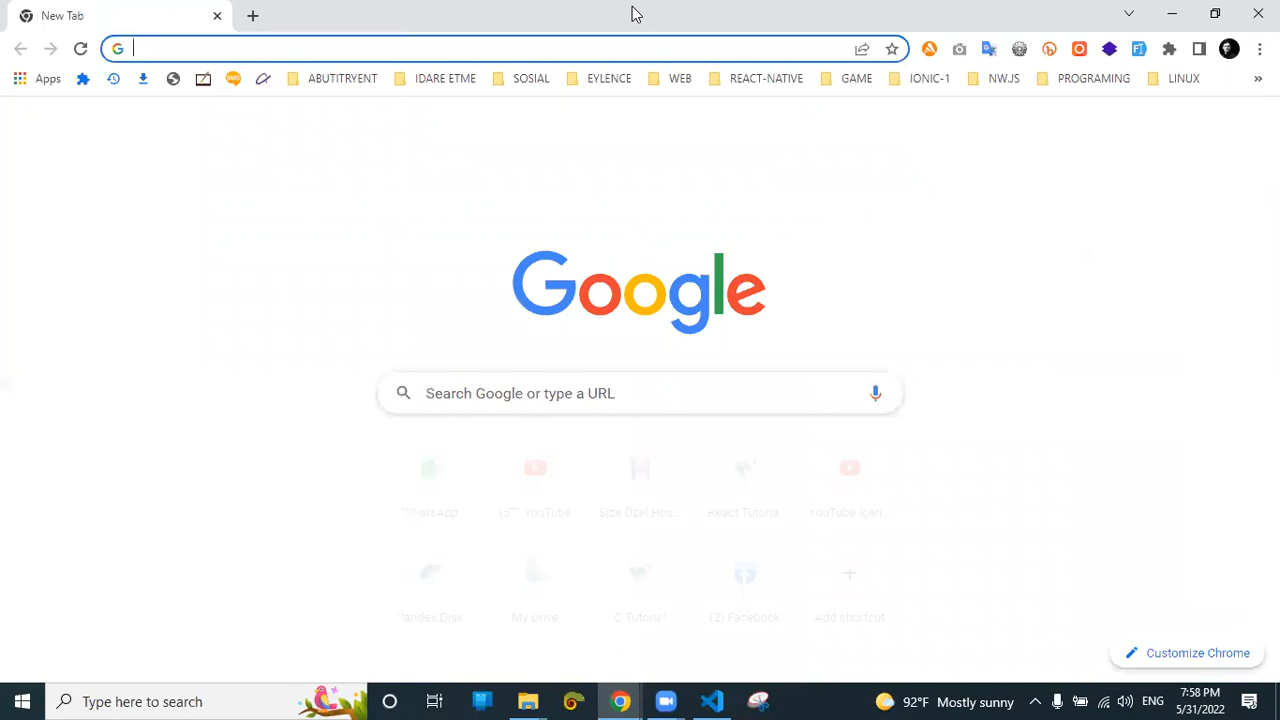 New Tab
Apps ABUTITRYENT IDARE ETME SOSIAL EYLENCE WEB REACT-NATIVE GAME IONIC-1 NW.JS PROGRAMING LINUX »
Google
Search Google or type a URL
WhatsApp YouTube Size Özel Hos... React Tutorial YouTube İçeri...
Yandex Disk My Drive C Tutorial (2) Facebook Add shortcut
Customize Chrome
Type here to search
92°F Mostly sunny
ENG
7:58 PM
5/31/2022